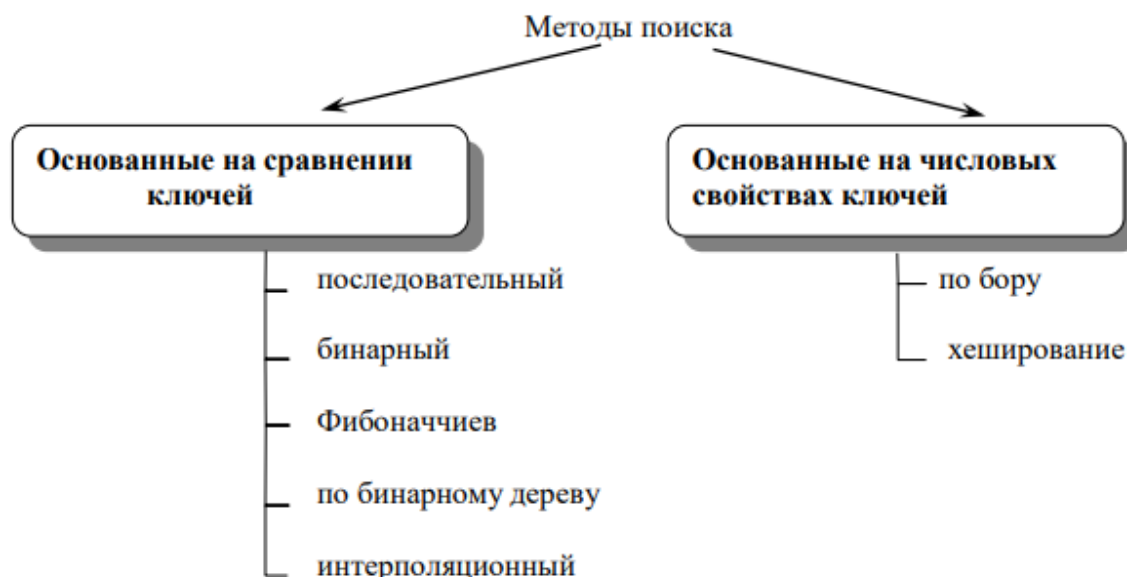 Методы поиска
Основанные на сравнении
ключей
последовательный
бинарный
Фибоначчиев
по бинарному дереву
интерполяционный
Основанные на числовых
свойствах ключей
по бору
хеширование